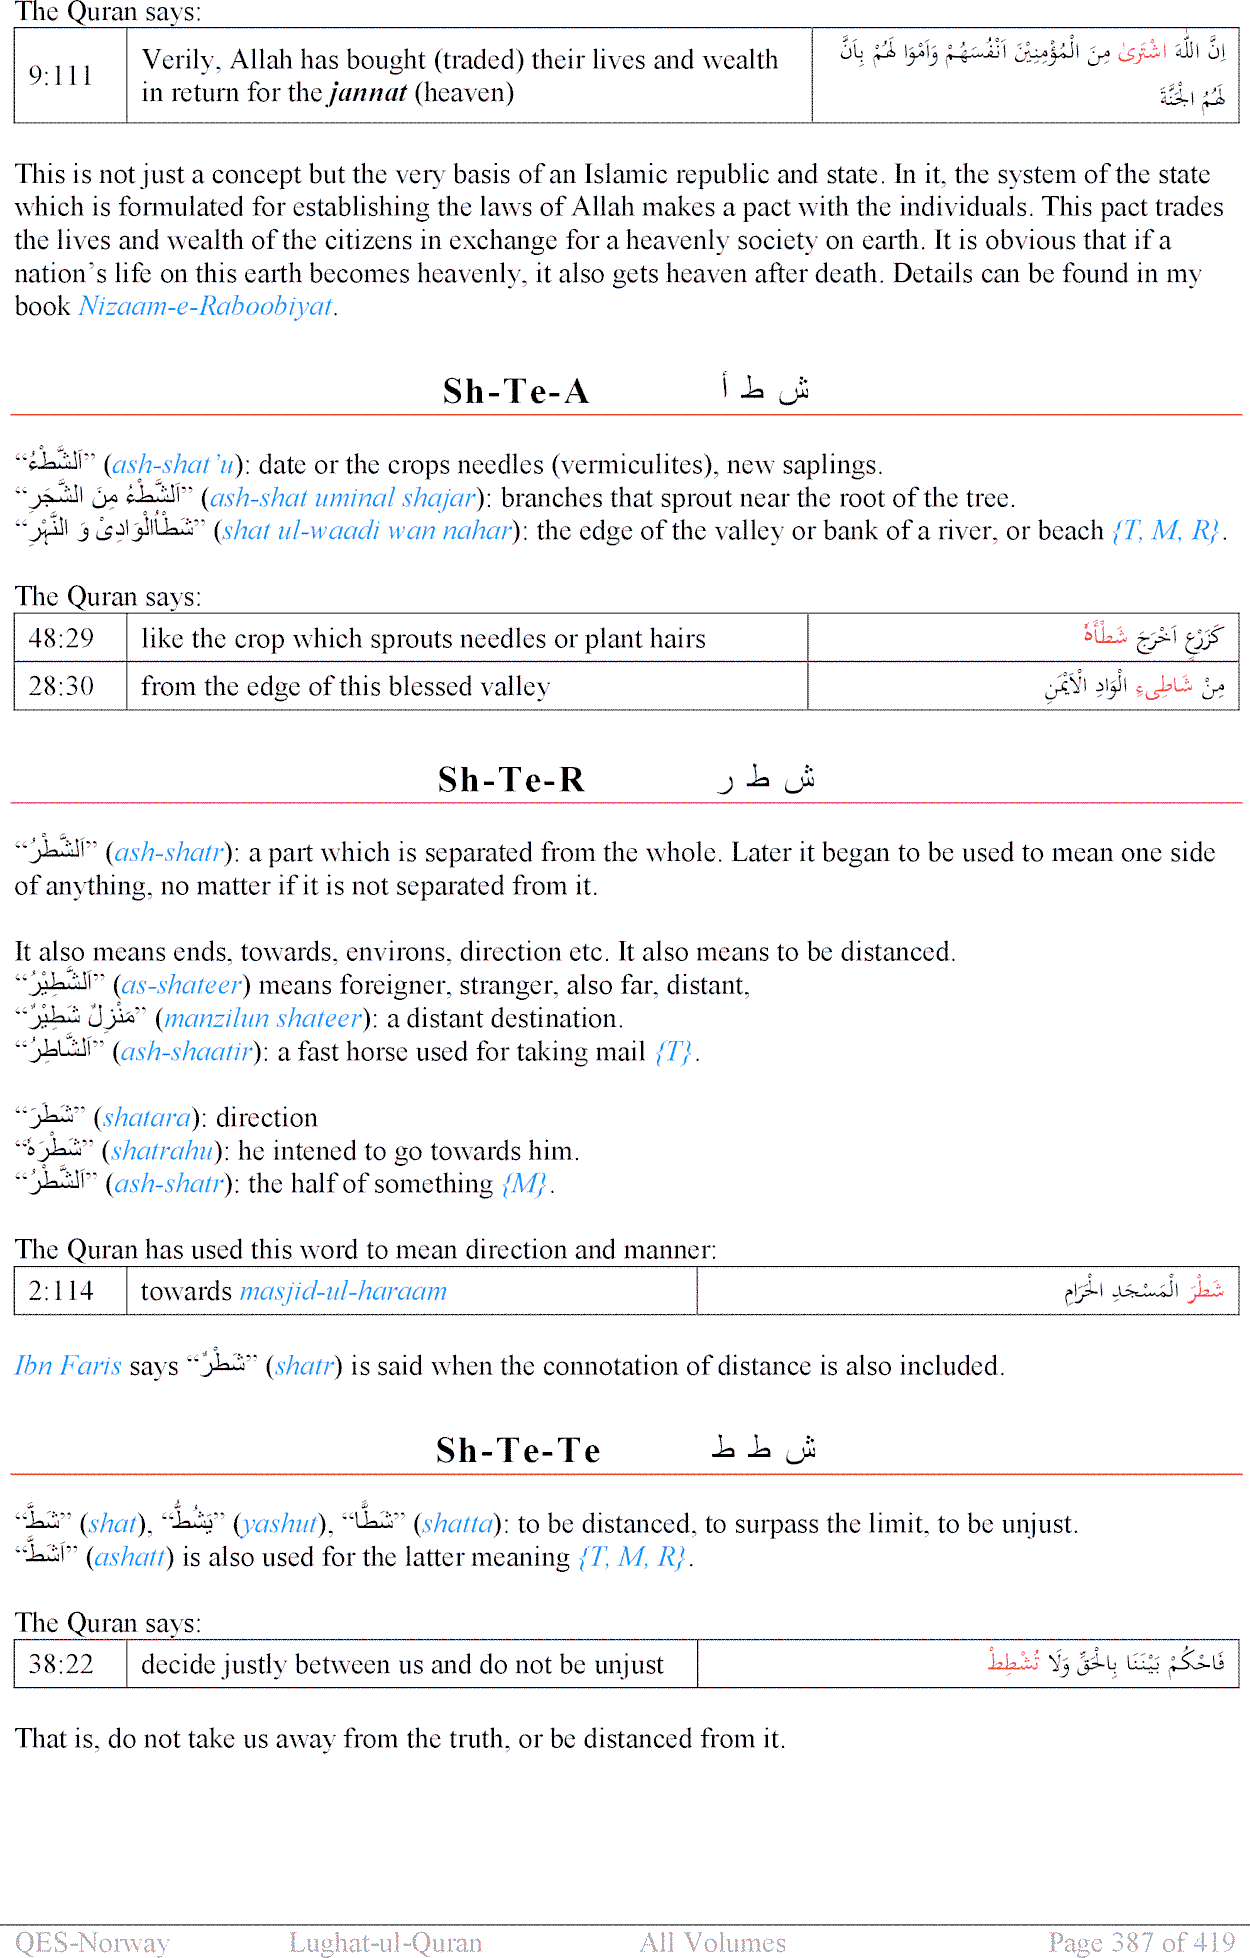 The Quran says:
9:111 Verily, Allah has bought (traded) their lives and wealth in return for the jannat (heaven) اِنَّ اللّٰهَ اشْتَرٰى مِنَ الْمُؤْمِنِيْنَ اَنْفُسَهُمْ وَاَمْوَا لَهُمْ بِاَنَّ لَهُمُ الْجَنَّةَ
This is not just a concept but the very basis of an Islamic republic and state. In it, the system of the state
which is formulated for establishing the laws of Allah makes a pact with the individuals. This pact trades
the lives and wealth of the citizens in exchange for a heavenly society on earth. It is obvious that if a
nation's life on this earth becomes heavenly, it also gets heaven after death. Details can be found in my
book Nizaam-e-Raboobiyat.
Sh-Te-A ش ط أ
“اَلشَّطْءُ” (ash-shat'u): date or the crops needles (vermiculites), new saplings.
“اَلشَّطْءُ مِنَ الشَّجَرِ” (ash-shat uminal shajar): branches that sprout near the root of the tree.
“شَطْأُالْوَادِىْ وَ النَّهْرِ” (shat ul-waadi wan nahar): the edge of the valley or bank of a river, or beach {T, M, R}.
The Quran says:
48:29 like the crop which sprouts needles or plant hairs كَزَرْعٍ اَخْرَجَ شَطْأَهٗ
28:30 from the edge of this blessed valley مِنْ شَاطِىءِ الْوَادِ الْاَيْمَنِ
Sh-Te-R ش ط ر
“اَلشَّطْرُ” (ash-shatr): a part which is separated from the whole. Later it began to be used to mean one side
of anything, no matter if it is not separated from it.
It also means ends, towards, environs, direction etc. It also means to be distanced.
“اَلشَّطِيْرُ” (as-shateer) means foreigner, stranger, also far, distant,
“مَنْزِلٌ شَطِيْرٌ” (manzilun shateer): a distant destination.
“اَلشَّاطِرُ” (ash-shaatir): a fast horse used for taking mail {T}.
“شَطَرَ” (shatara): direction
“شَطْرَهٗ” (shatrahu): he intened to go towards him.
“اَلشَّطْرُ” (ash-shatr): the half of something {M}.
The Quran has used this word to mean direction and manner:
2:114 towards masjid-ul-haraam شَطْرَ الْمَسْجَدِ الْحَرَامِ
Ibn Faris says “شَطْرٌ” (shatr) is said when the connotation of distance is also included.
Sh-Te-Te ش ط ط
“شَطَّ” (shat), “يَشُطُّ” (yashut), “شَطًّا” (shatta): to be distanced, to surpass the limit, to be unjust.
“اَشَطَّ” (ashatt) is also used for the latter meaning {T, M, R}.
The Quran says:
38:22 decide justly between us and do not be unjust فَاحْكُمْ بَيْنَنَا بِالْحَقِّ وَلَا تُشْطِطْ
That is, do not take us away from the truth, or be distanced from it.
QES-Norway Lughat-ul-Quran All Volumes Page 387 of 419